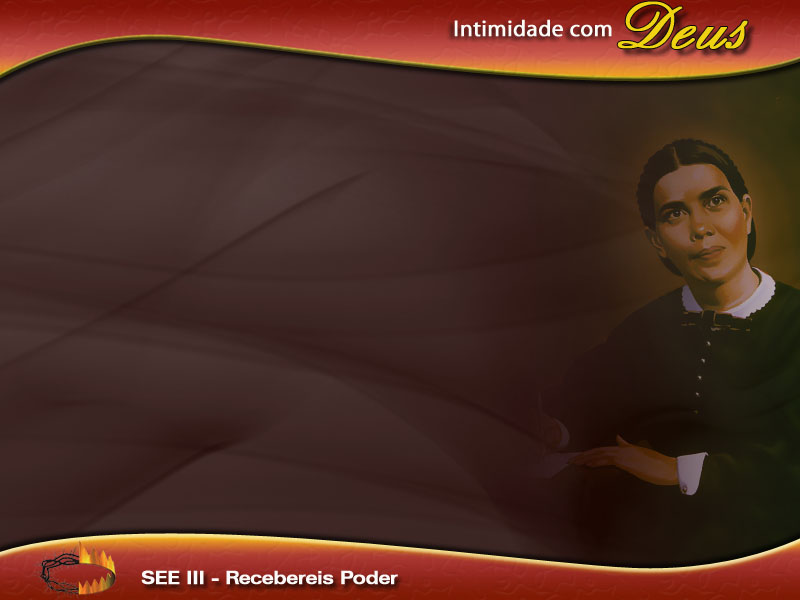 Intimidade com Deus
SEE III - Recebereis Poder